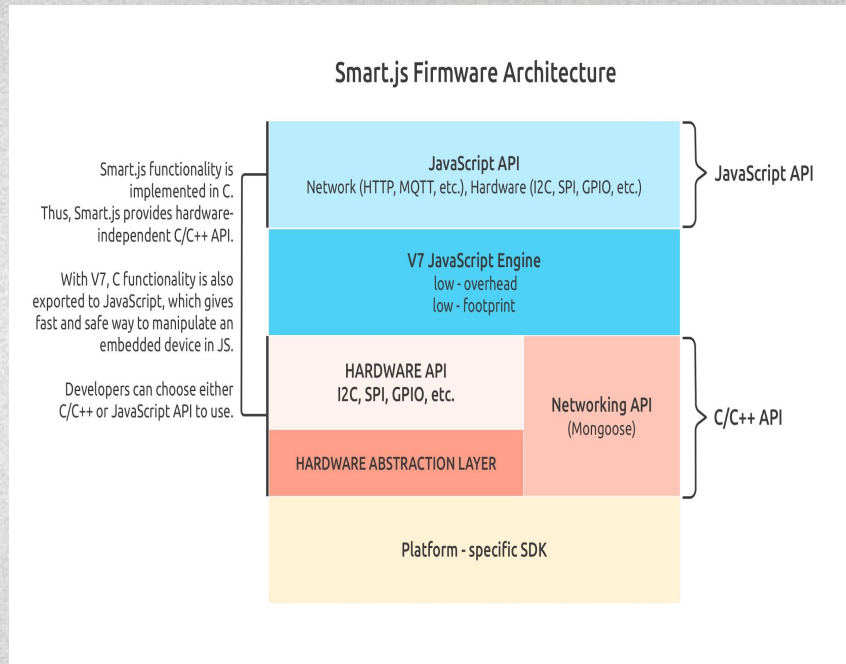 Smart.js Firmware Architecture
Smart.js functionality is
implemented in C.
Thus, Smart.js provides hardware-
independent C/C++ API.
With V7, C functionality is also
exported to JavaScript, which gives
fast and safe way to manipulate an
embedded device in JS.
Developers can choose either
C/C++ or JavaScript API to use.
JavaScript API
Network (HTTP, MQTT, etc.), Hardware (I2C, SPI, GPIO, etc.)
JavaScript API
V7 JavaScript Engine
low - overhead
low - footprint
HARDWARE API
I2C, SPI, GPIO, etc.
HARDWARE ABSTRACTION LAYER
Networking API
(Mongoose)
C/C++ API
Platform - specific SDK